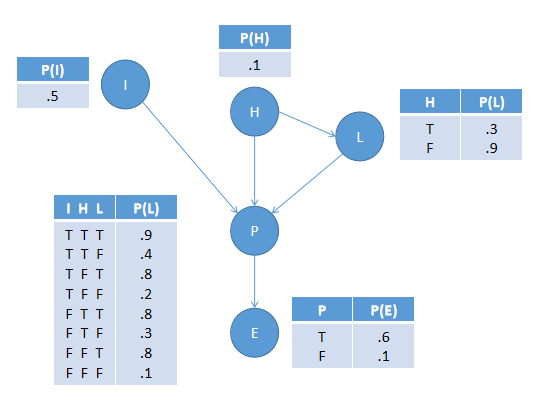 P(H)
.1
P(I)
.5
I
H
L
H P(L)
T .3
F .9
I H L P(L)
T T T .9
T T F .4
T F T .8
T F F .2
F T T .8
F T F .3
F F T .8
F F F .1
P
E
P P(E)
T .6
F .1